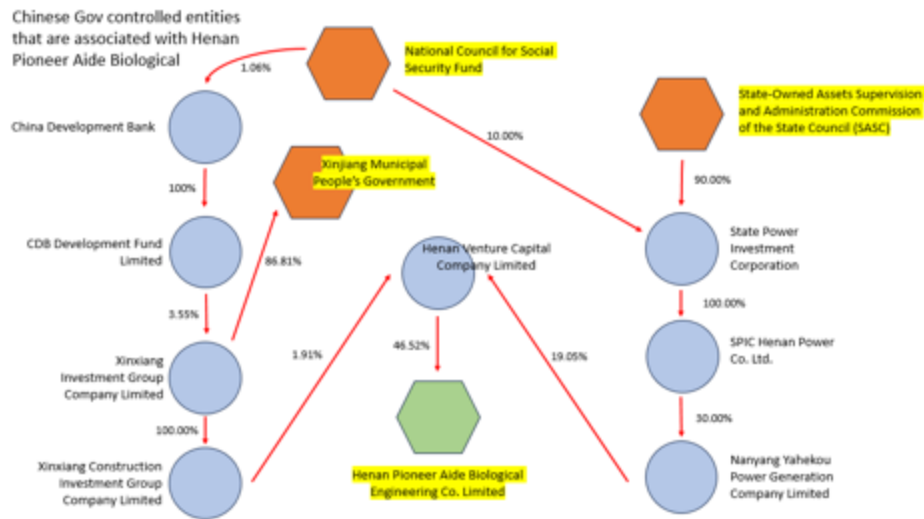 Chinese Gov controlled entities
that are associated with Henan
Pioneer Aide Biological
1.06%
National Council for Social
Security Fund
State-Owned Assets Supervision
and Administration Commission
of the State Council (SASC)
China Development Bank
10.00%
Xinjiang Municipal
People's Government
100%
90.00%
CDB Development Fund
Limited
86.81%
Henan Venture Capital
Company Limited
State Power
Investment
Corporation
3.55%
100.00%
1.91%
46.52%
19.05%
SPIC Henan Power
Co. Ltd.
Xinxiang
Investment Group
Company Limited
100.00%
30.00%
Xinxiang Construction
Investment Group
Company Limited
Henan Pioneer Aide Biological
Engineering Co. Limited
Nanyang Yahekou
Power Generation
Company Limited